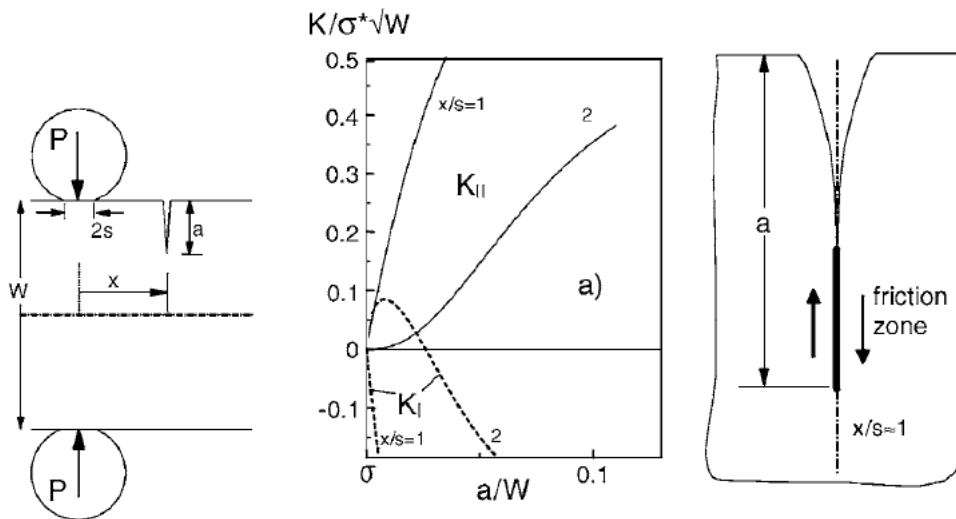 P
2s
a
W
x
P
K/σ*√W
0.5
0.4
0.3
0.2
0.1
0
-0.1
x/s=1
2
K_II
a)
K_I
x/s=1
2
0
0.1
a/W
a
friction
zone
x/s≈1